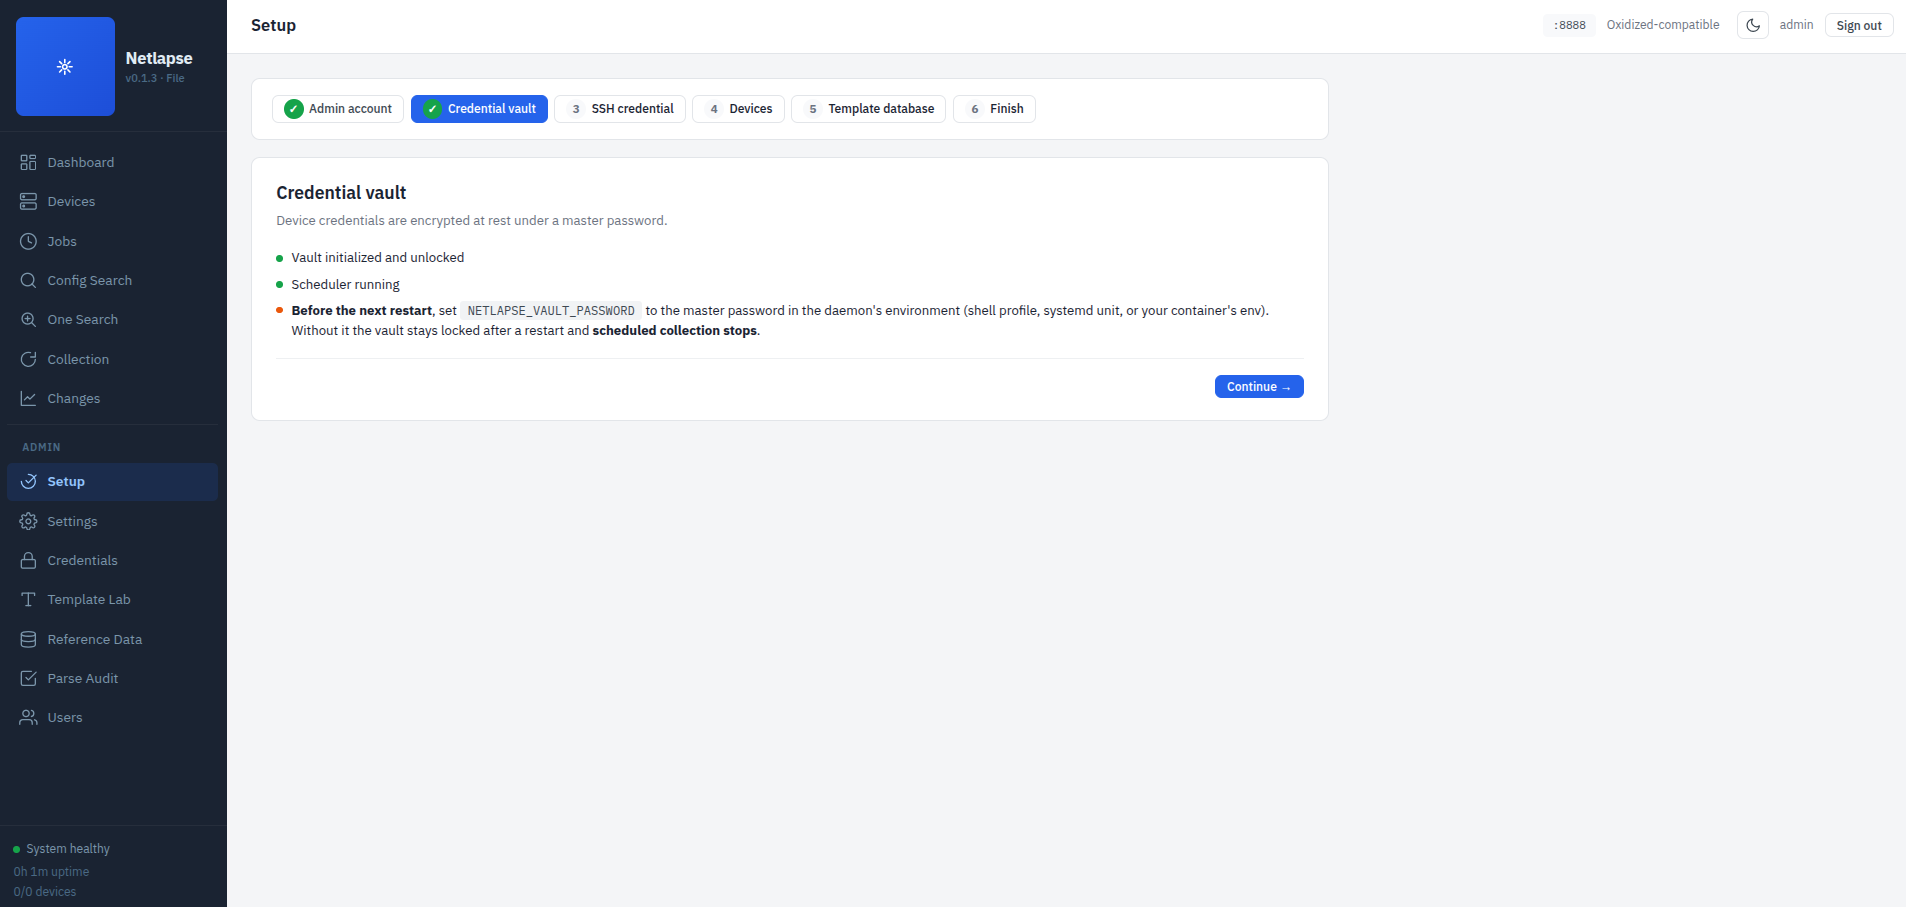 Netlapse
v0.1.3 · File
Dashboard
Devices
Jobs
Config Search
One Search
Collection
Changes
ADMIN
Setup
Settings
Credentials
Template Lab
Reference Data
Parse Audit
Users
System healthy
0h 1m uptime
0/0 devices
Setup
:8888 Oxidized-compatible admin Sign out
✓ Admin account ✓ Credential vault 3 SSH credential 4 Devices 5 Template database 6 Finish
Credential vault
Device credentials are encrypted at rest under a master password.
Vault initialized and unlocked
Scheduler running
Before the next restart, set NETLAPSE_VAULT_PASSWORD to the master password in the daemon's environment (shell profile, systemd unit, or your container's env).
Without it the vault stays locked after a restart and scheduled collection stops.
Continue →